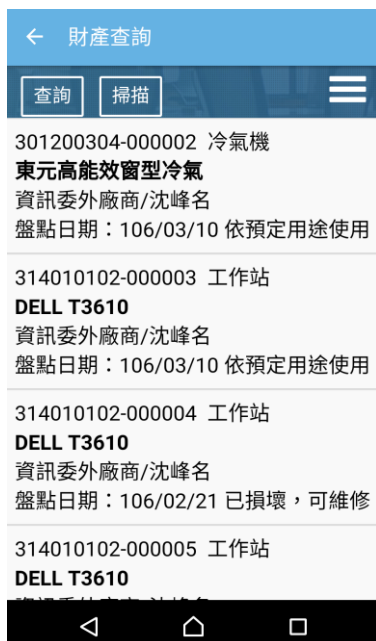 財產查詢
查詢 掃描
301200304-000002 冷氣機
東元高能效窗型冷氣
資訊委外廠商/沈峰名
盤點日期：106/03/10 依預定用途使用
314010102-000003 工作站
DELL T3610
資訊委外廠商/沈峰名
盤點日期：106/03/10 依預定用途使用
314010102-000004 工作站
DELL T3610
資訊委外廠商/沈峰名
盤點日期：106/02/21 已損壞，可維修
314010102-000005 工作站
DELL T3610